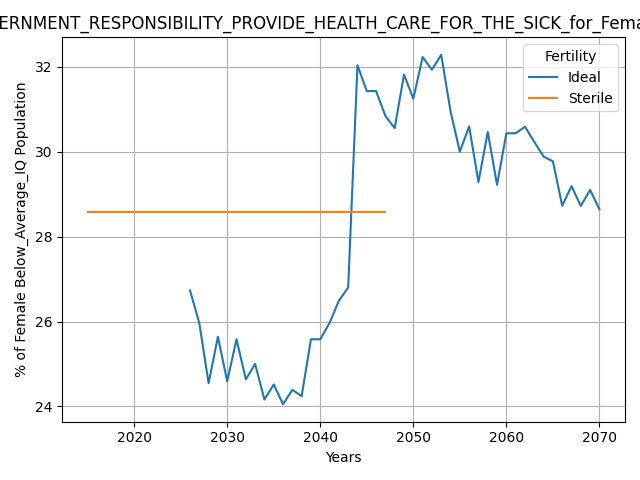 ERNMENT_RESPONSIBILITY_PROVIDE_HEALTH_CARE_FOR_THE_SICK_for_Fema
Fertility
Ideal
Sterile
% of Female Below_Average_IQ Population
32
30
28
26
24
2020 2030 2040 2050 2060 2070
Years